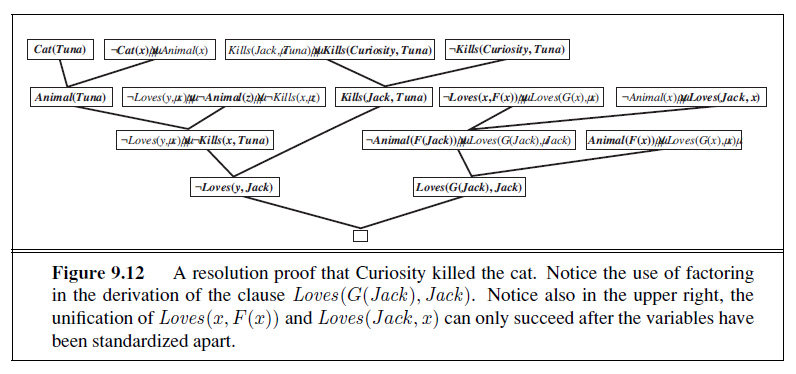 Cat(Tuna)
¬Cat(x) Animal(x)
Kills(Jack, Tuna) Kills(Curiosity, Tuna)
¬Kills(Curiosity, Tuna)
Animal(Tuna)
¬Loves(y, x) ¬Animal(z) ¬Kills(x, z)
Kills(Jack, Tuna)
¬Loves(x,F(x)) Loves(G(x), x)
¬Animal(x) Loves(Jack, x)
¬Loves(y, x) ¬Kills(x, Tuna)
¬Animal(F(Jack)) Loves(G(Jack), Jack)
Animal(F(x)) Loves(G(x), x)
¬Loves(y, Jack)
Loves(G(Jack), Jack)
Figure 9.12 A resolution proof that Curiosity killed the cat. Notice the use of factoring
in the derivation of the clause Loves(G(Jack), Jack). Notice also in the upper right, the
unification of Loves(x, F(x)) and Loves(Jack, x) can only succeed after the variables have
been standardized apart.